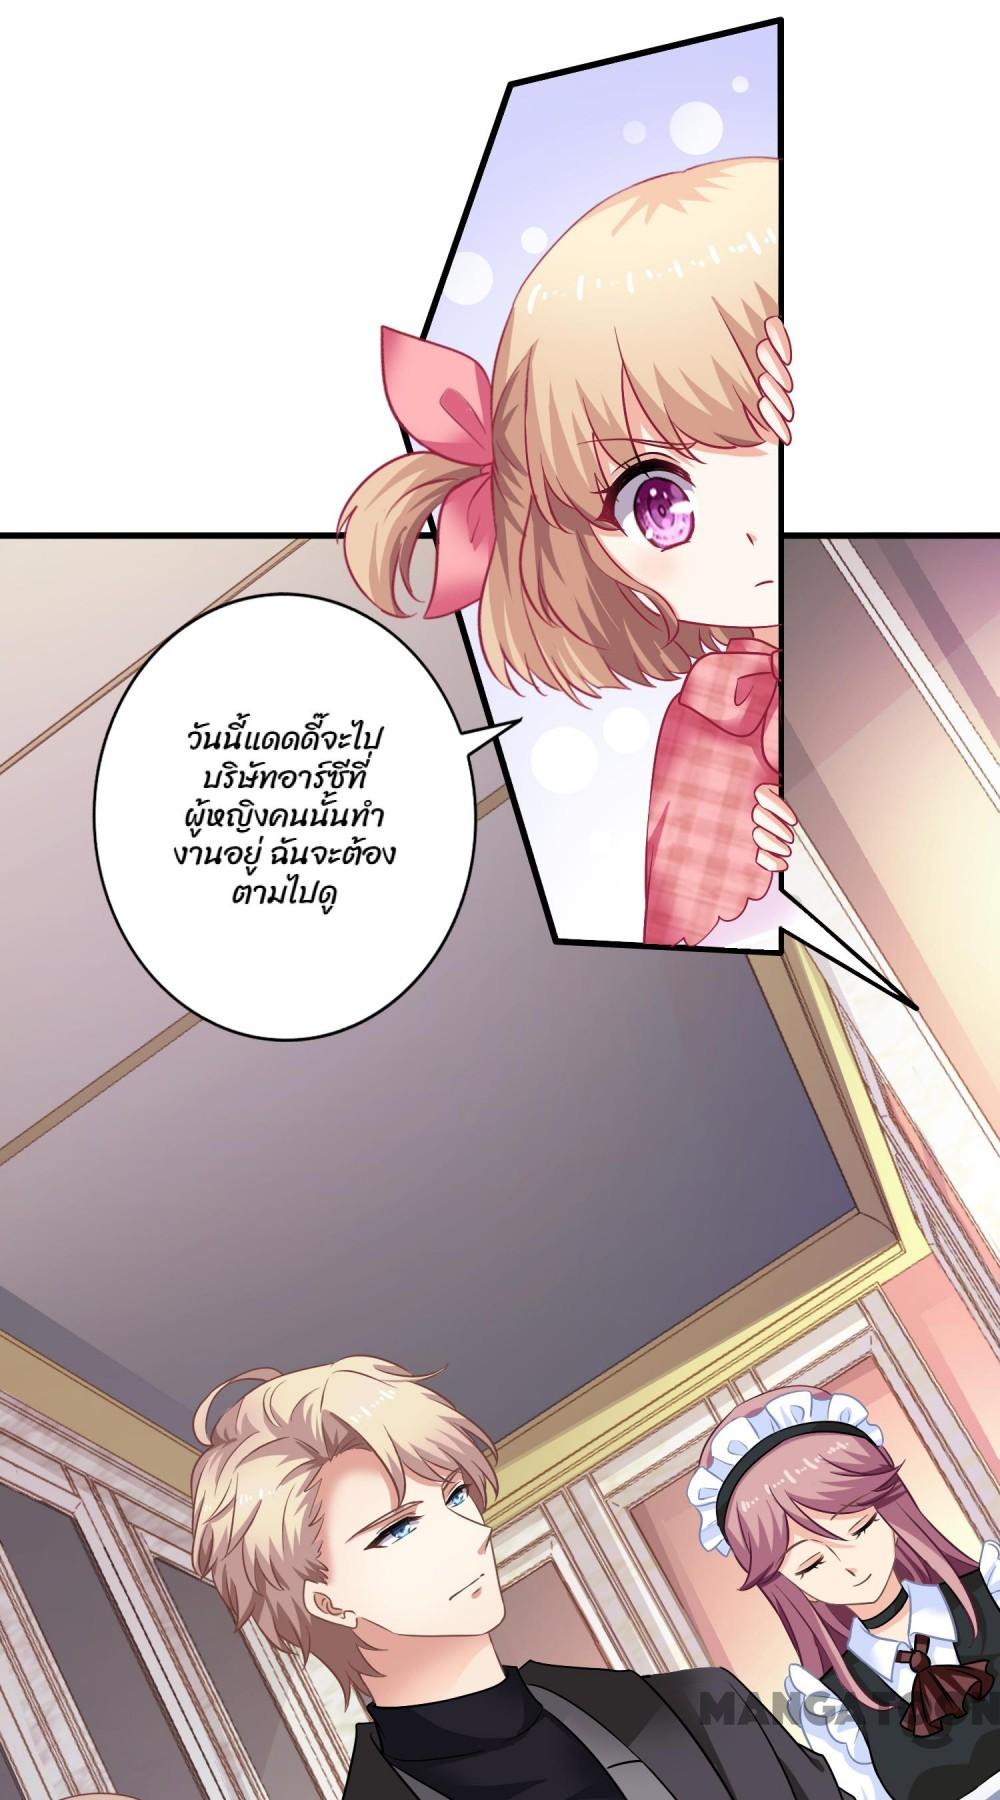 วันนี้แดดดี๊จะไป
บริษัทอาร์ซีที่
ผู้หญิงคนนั้นทำ
งานอยู่ ฉันจะต้อง
ตามไปดู
MANGATOON